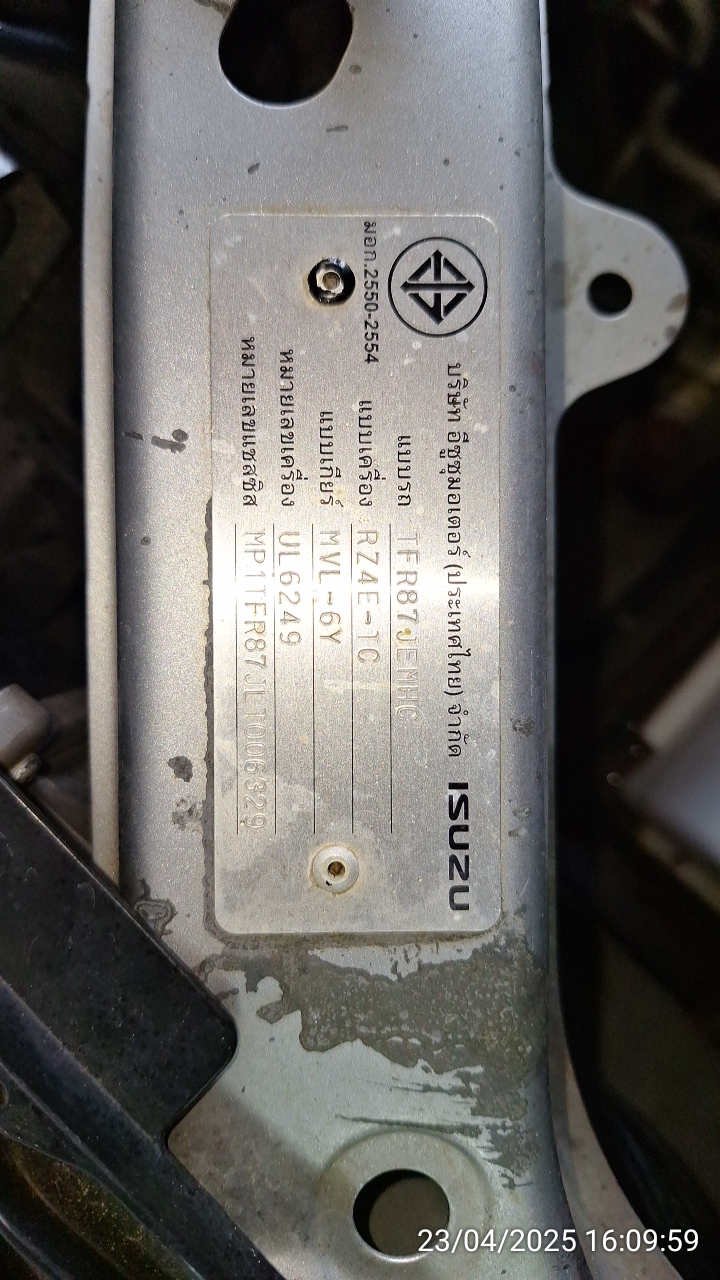 บริษัท อีซูซุมอเตอร์ (ประเทศไทย) จำกัด ISUZU
มอก.2550-2554
แบบรถ TFR87JEMHC
แบบเครื่อง RZ4E-TC
แบบเกียร์ MVL-6Y
หมายเลขเครื่อง UL6249
หมายเลขแชสซิส MP1TFR87JLT006329
23/04/2025 16:09:59